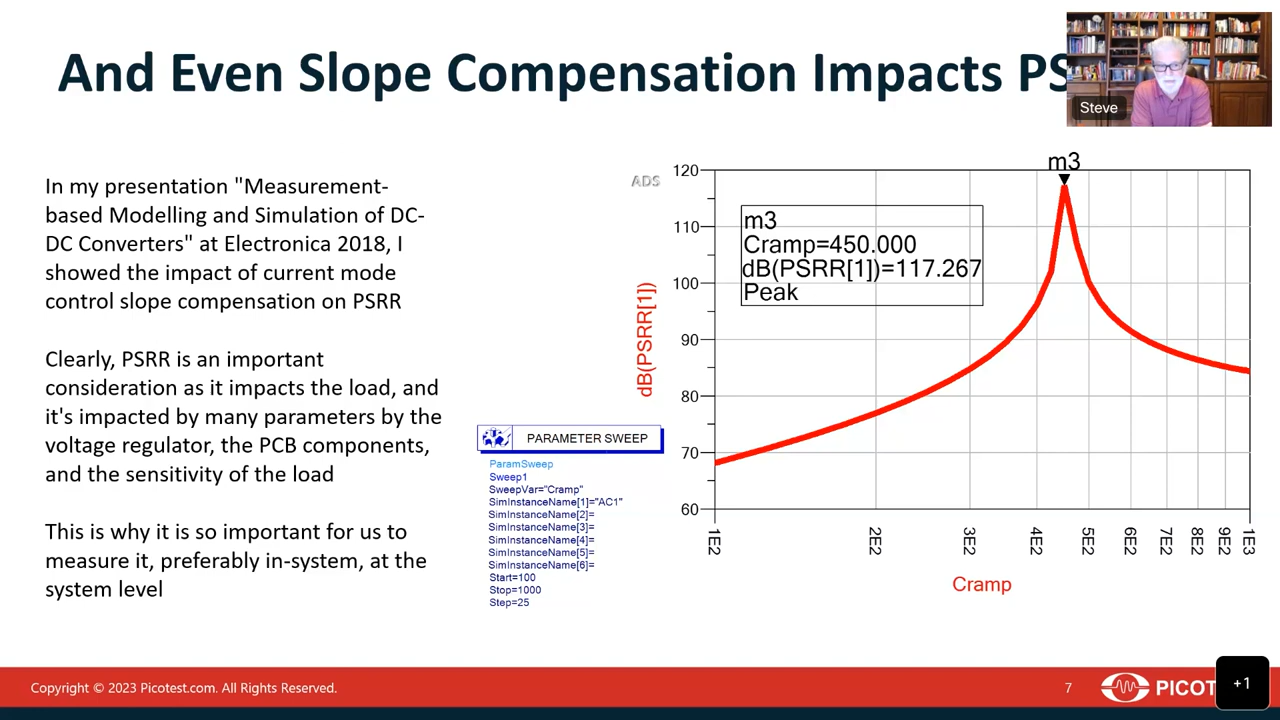 And Even Slope Compensation Impacts PS
Steve
In my presentation "Measurement-
based Modelling and Simulation of DC-
DC Converters" at Electronica 2018, I
showed the impact of current mode
control slope compensation on PSRR
Clearly, PSRR is an important
consideration as it impacts the load, and
it's impacted by many parameters by the
voltage regulator, the PCB components,
and the sensitivity of the load
This is why it is so important for us to
measure it, preferably in-system, at the
system level
PARAMETER SWEEP
ParamSweep
Sweep1
SweepVar="Cramp"
SimInstanceName[1]="AC1"
SimInstanceName[2]=
SimInstanceName[3]=
SimInstanceName[4]=
SimInstanceName[5]=
SimInstanceName[6]=
Start=100
Stop=1000
Step=25
ADS
m3
m3
Cramp=450.000
dB(PSRR[1])=117.267
Peak
dB(PSRR[1])
120
110
100
90
80
70
60
1E2
2E2
3E2
4E2
5E2
6E2
7E2
8E2
9E2
1E3
Cramp
Copyright © 2023 Picotest.com. All Rights Reserved.
7
PICOT
+1